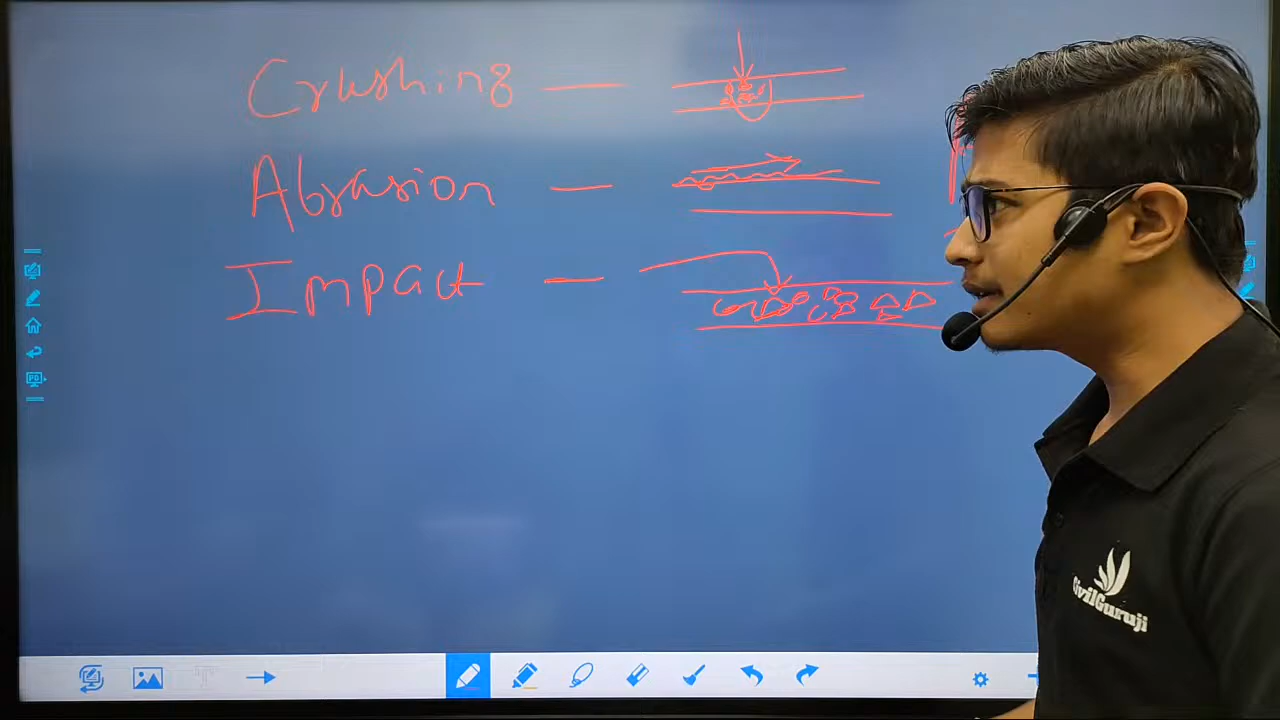 Crushing —
Abrasion —
Impact —
CivilGuruji